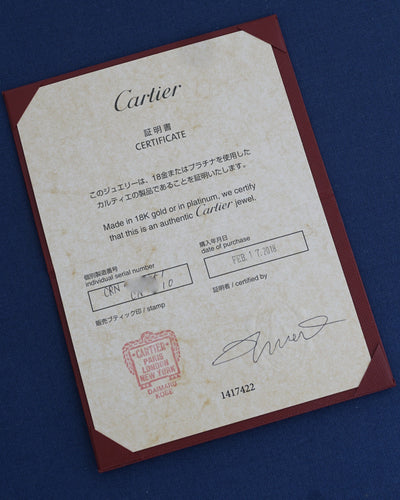 Cartier
証明書
CERTIFICATE
このジュエリーは、18金またはプラチナを使用した
カルティエの製品であることを証明いたします。
Made in 18K gold or in platinum, we certify
that this is an authentic Cartier jewel.
個別製造番号
individual serial number
CRN
購入年月日
date of purchase
FEB 17.2018
販売ブティック印 / stamp
証明者 / certified by
CARTIER
PARIS
LONDON
NEW YORK
DAIMARU
KOBE
1417422